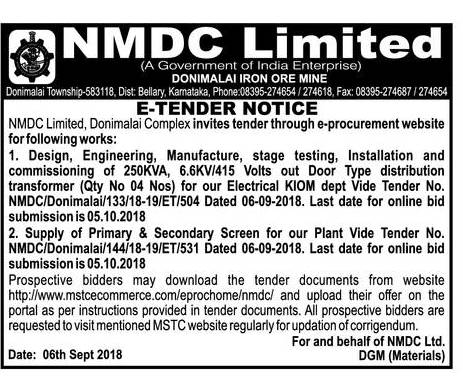 NMDC Limited
(A Government of India Enterprise)
DONIMALAI IRON ORE MINE
Donimalai Township-583118, Dist: Bellary, Karnataka, Phone:08395-274654 / 274618, Fax: 08395-274687 / 274654
E-TENDER NOTICE
NMDC Limited, Donimalai Complex invites tender through e-procurement website
for following works:
1. Design, Engineering, Manufacture, stage testing, Installation and
commissioning of 250KVA, 6.6KV/415 Volts out Door Type distribution
transformer (Qty No 04 Nos) for our Electrical KIOM dept Vide Tender No.
NMDC/Donimalai/133/18-19/ET/504 Dated 06-09-2018. Last date for online bid
submission is 05.10.2018
2. Supply of Primary & Secondary Screen for our Plant Vide Tender No.
NMDC/Donimalai/144/18-19/ET/531 Dated 06-09-2018. Last date for online bid
submission is 05.10.2018
Prospective bidders may download the tender documents from website
http://www.mstcecommerce.com/eprochome/nmdc/ and upload their offer on the
portal as per instructions provided in tender documents. All prospective bidders are
requested to visit mentioned MSTC website regularly for updation of corrigendum.
For and behalf of NMDC Ltd.
Date: 06th Sept 2018 DGM (Materials)